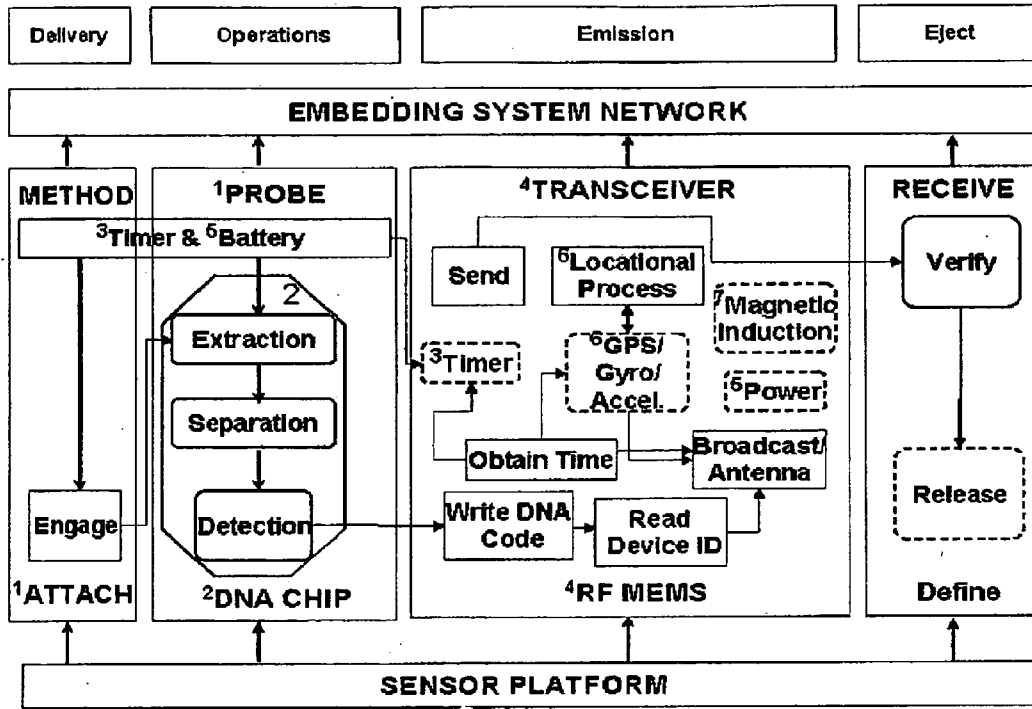 Delivery
Operations
Emission
Eject
EMBEDDING SYSTEM NETWORK
METHOD
¹PROBE
⁴TRANSCEIVER
RECEIVE
³Timer & ⁵Battery
2
Extraction
Separation
Detection
Engage
¹ATTACH
²DNA CHIP
Send
⁶Locational
Process
⁷Magnetic
Induction
³Timer
⁶GPS/
Gyro/
Accel.
⁵Power
Obtain Time
Broadcast/
Antenna
Write DNA
Code
Read
Device ID
⁴RF MEMS
Verify
Release
Define
SENSOR PLATFORM